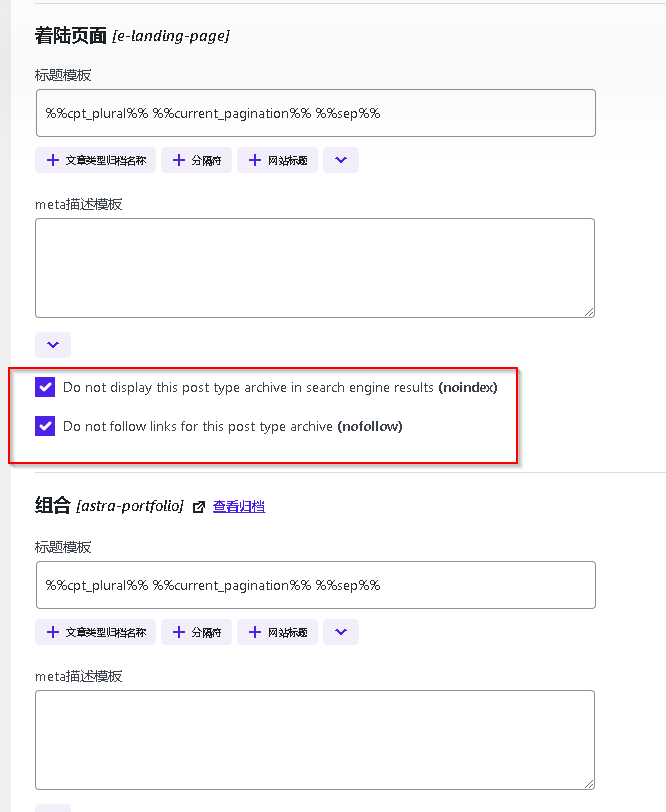 着陆页面 [e-landing-page]
标题模板
%%cpt_plural%% %%current_pagination%% %%sep%%
+ 文章类型归档名称 + 分隔符 + 网站标题
meta描述模板
Do not display this post type archive in search engine results (noindex)
Do not follow links for this post type archive (nofollow)
组合 [astra-portfolio] 查看归档
标题模板
%%cpt_plural%% %%current_pagination%% %%sep%%
+ 文章类型归档名称 + 分隔符 + 网站标题
meta描述模板